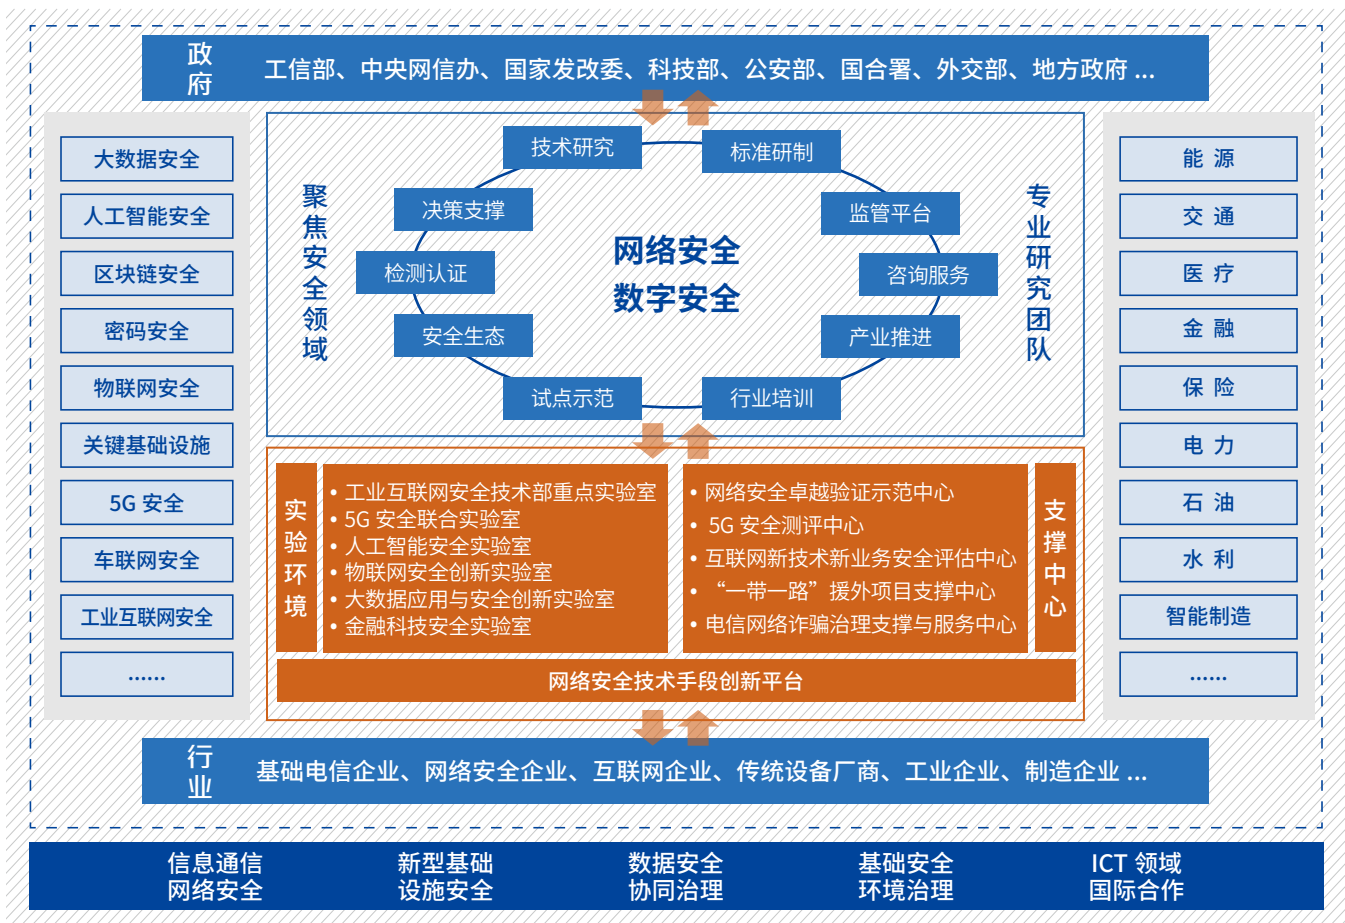 政府
工信部、中央网信办、国家发改委、科技部、公安部、国合署、外交部、地方政府 ...
大数据安全
人工智能安全
区块链安全
密码安全
物联网安全
关键基础设施
5G 安全
车联网安全
工业互联网安全
......
聚焦安全领域
技术研究
标准研制
决策支撑
监管平台
检测认证
咨询服务
安全生态
产业推进
试点示范
行业培训
网络安全
数字安全
专业研究团队
能 源
交 通
医 疗
金 融
保 险
电 力
石 油
水 利
智能制造
......
实验环境
• 工业互联网安全技术部重点实验室
• 5G 安全联合实验室
• 人工智能安全实验室
• 物联网安全创新实验室
• 大数据应用与安全创新实验室
• 金融科技安全实验室
• 网络安全卓越验证示范中心
• 5G 安全测评中心
• 互联网新技术新业务安全评估中心
• “一带一路”援外项目支撑中心
• 电信网络诈骗治理支撑与服务中心
支撑中心
网络安全技术手段创新平台
行业
基础电信企业、网络安全企业、互联网企业、传统设备厂商、工业企业、制造企业 ...
信息通信
网络安全
新型基础
设施安全
数据安全
协同治理
基础安全
环境治理
ICT 领域
国际合作